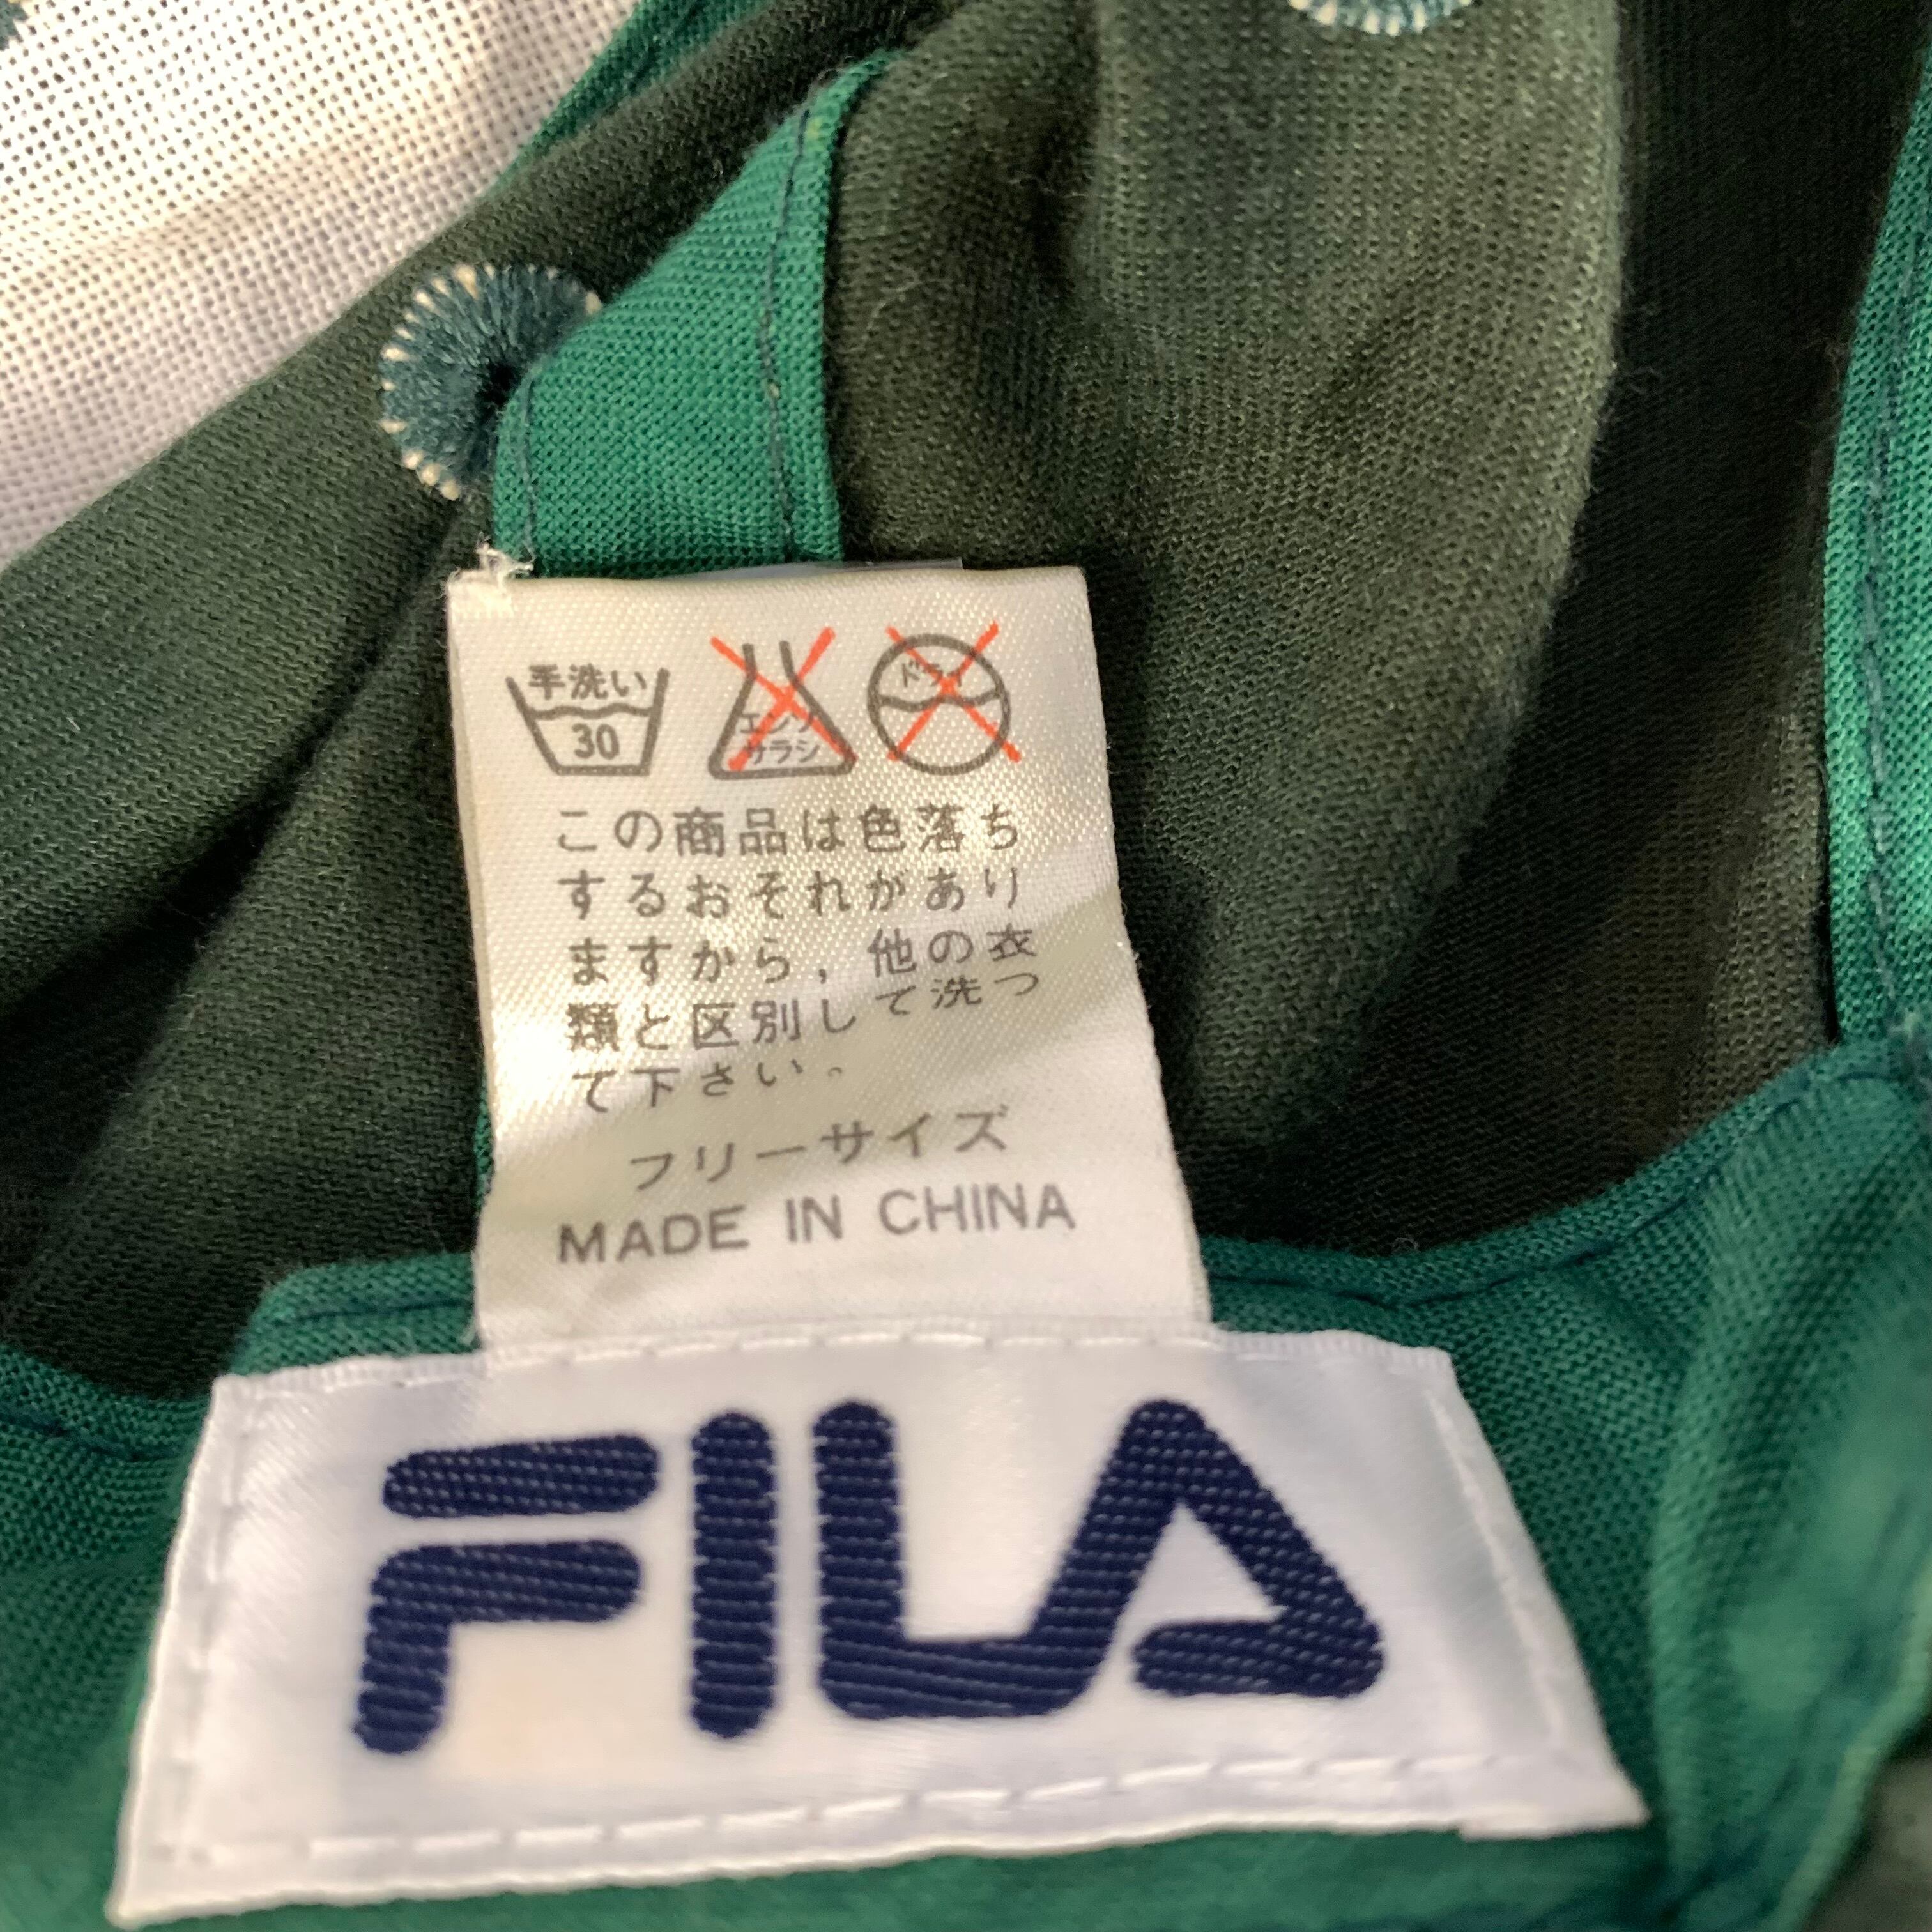 手洗い
30
エンソ
サラシ
ドライ
この商品は色落ち
するおそれがあり
ますから，他の衣
類と区別して洗つ
て下さい。
フリーサイズ
MADE IN CHINA
FILA